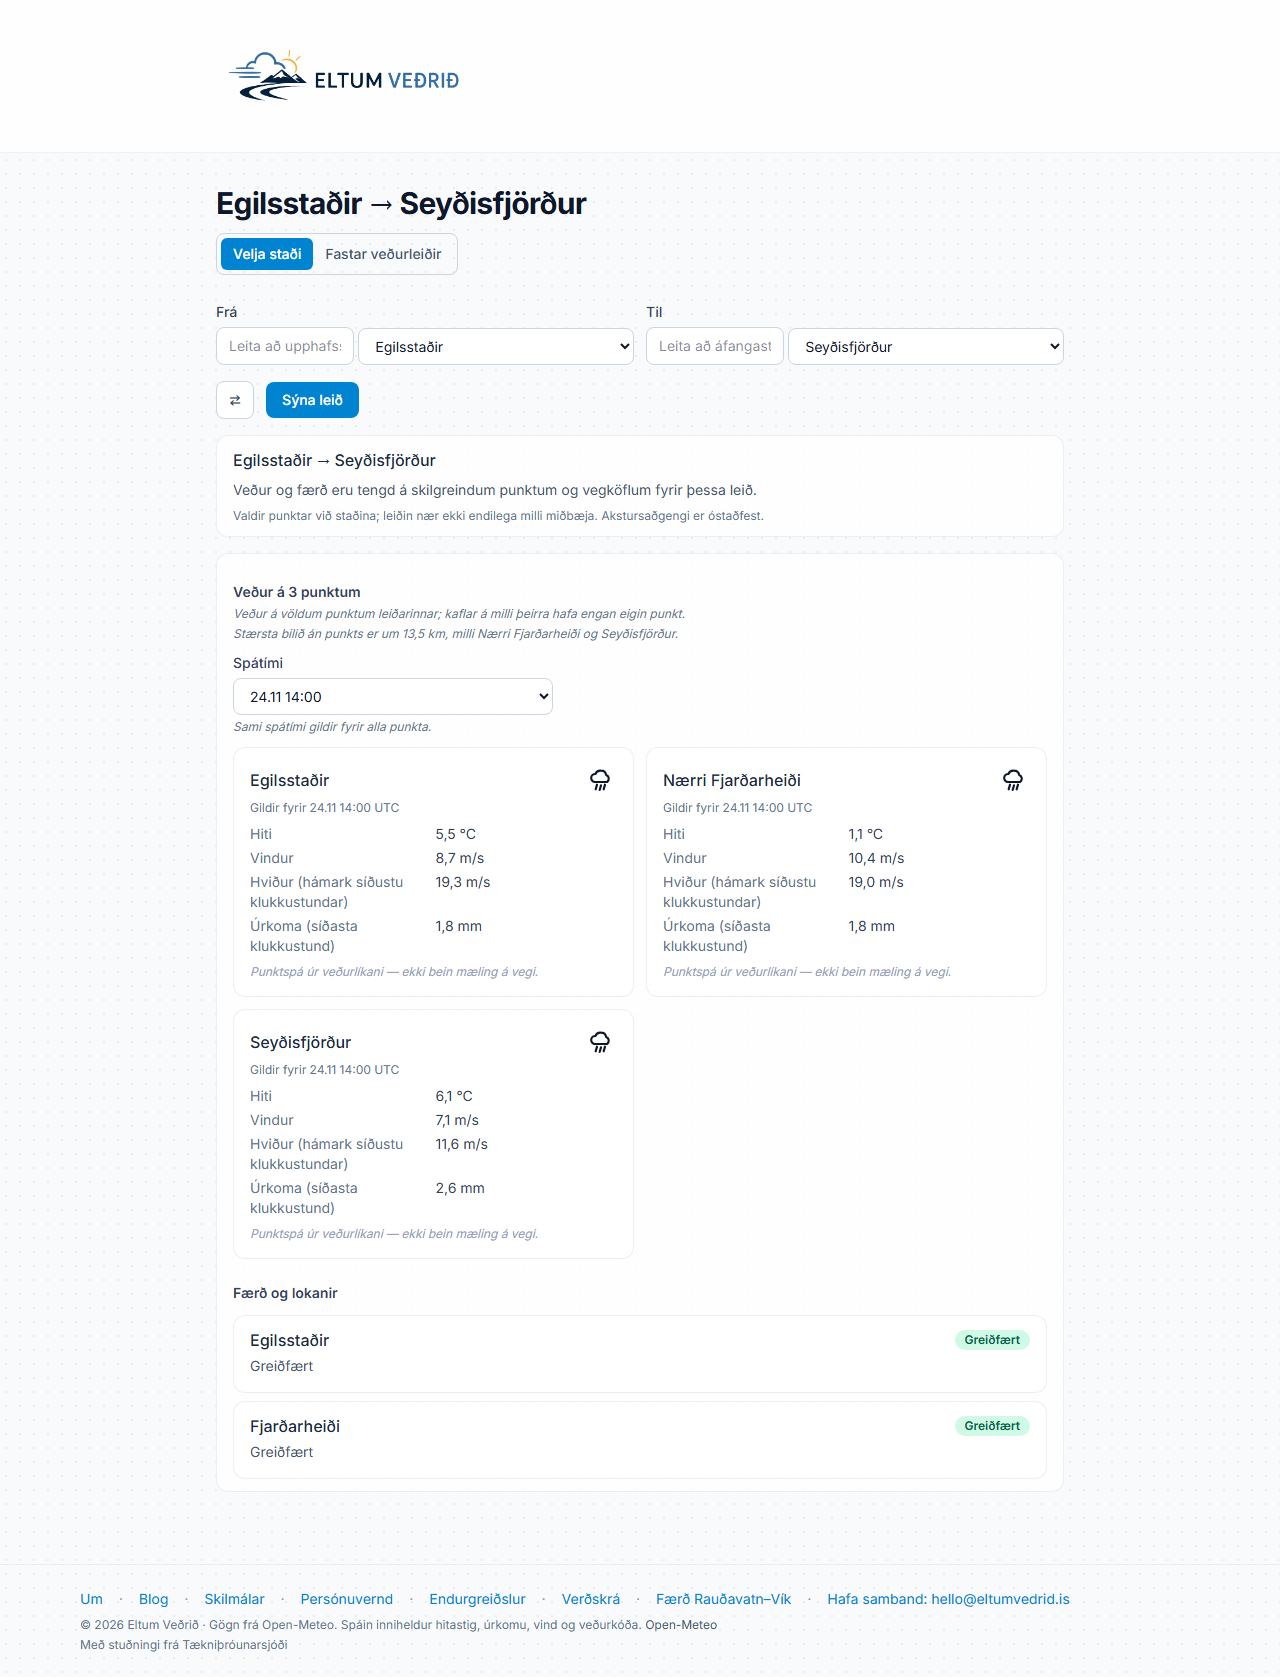 ELTUM VEÐRIÐ
Egilsstaðir → Seyðisfjörður
Velja staði
Fastar veðurleiðir
Frá
Til
Leita að upphafs
Egilsstaðir
Leita að áfangast
Seyðisfjörður
⇄
Sýna leið
Egilsstaðir → Seyðisfjörður
Veður og færð eru tengd á skilgreindum punktum og vegköflum fyrir þessa leið.
Valdir punktar við staðina; leiðin nær ekki endilega milli miðbæja. Akstursaðgengi er óstaðfest.
Veður á 3 punktum
Veður á völdum punktum leiðarinnar; kaflar á milli þeirra hafa engan eigin punkt.
Stærsta bilið án punkts er um 13,5 km, milli Nærri Fjarðarheiði og Seyðisfjörður.
Spátími
24.11 14:00
Sami spátími gildir fyrir alla punkta.
Egilsstaðir
Gildir fyrir 24.11 14:00 UTC
Hiti 5,5 °C
Vindur 8,7 m/s
Hviður (hámark síðustu 19,3 m/s
klukkustundar)
Úrkoma (síðasta 1,8 mm
klukkustund)
Punktspá úr veðurlíkani — ekki bein mæling á vegi.
Nærri Fjarðarheiði
Gildir fyrir 24.11 14:00 UTC
Hiti 1,1 °C
Vindur 10,4 m/s
Hviður (hámark síðustu 19,0 m/s
klukkustundar)
Úrkoma (síðasta 1,8 mm
klukkustund)
Punktspá úr veðurlíkani — ekki bein mæling á vegi.
Seyðisfjörður
Gildir fyrir 24.11 14:00 UTC
Hiti 6,1 °C
Vindur 7,1 m/s
Hviður (hámark síðustu 11,6 m/s
klukkustundar)
Úrkoma (síðasta 2,6 mm
klukkustund)
Punktspá úr veðurlíkani — ekki bein mæling á vegi.
Færð og lokanir
Egilsstaðir
Greiðfært
Greiðfært
Fjarðarheiði
Greiðfært
Greiðfært
Um · Blog · Skilmálar · Persónuvernd · Endurgreiðslur · Verðskrá · Færð Rauðavatn–Vík · Hafa samband: hello@eltumvedrid.is
© 2026 Eltum Veðrið · Gögn frá Open-Meteo. Spáin inniheldur hitastig, úrkomu, vind og veðurkóða. Open-Meteo
Með stuðningi frá Tækniþróunarsjóði